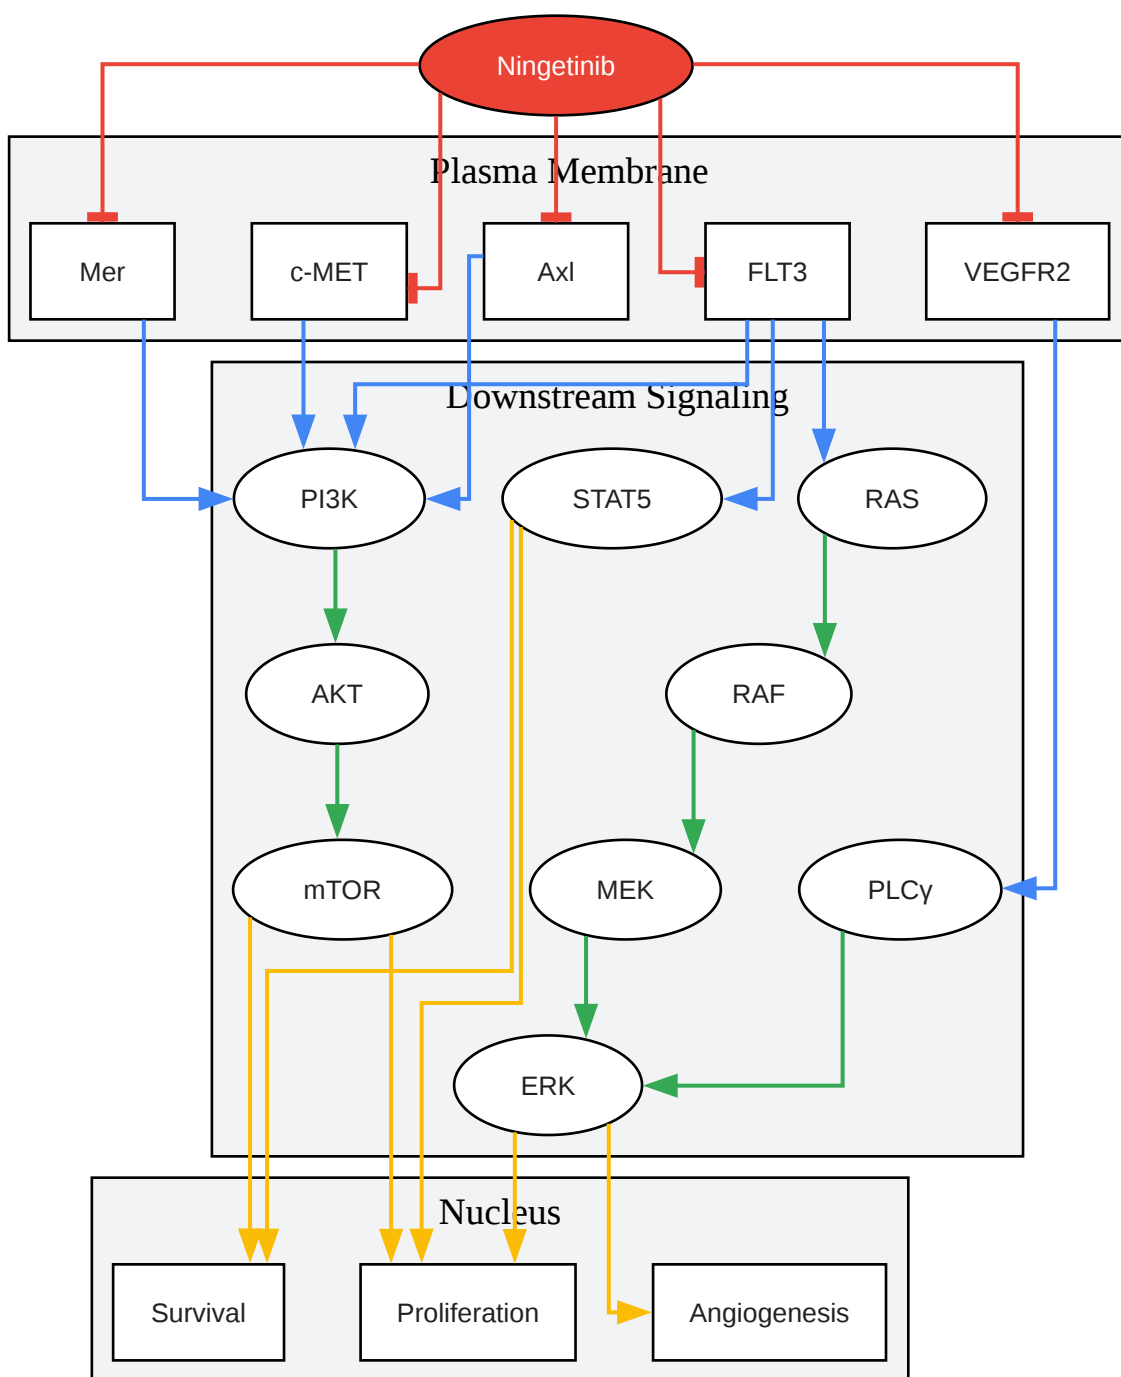 Ningetinib
Plasma Membrane
Mer
c-MET
Axl
FLT3
VEGFR2
Downstream Signaling
PI3K
STAT5
RAS
AKT
RAF
mTOR
MEK
PLCγ
ERK
Nucleus
Survival
Proliferation
Angiogenesis